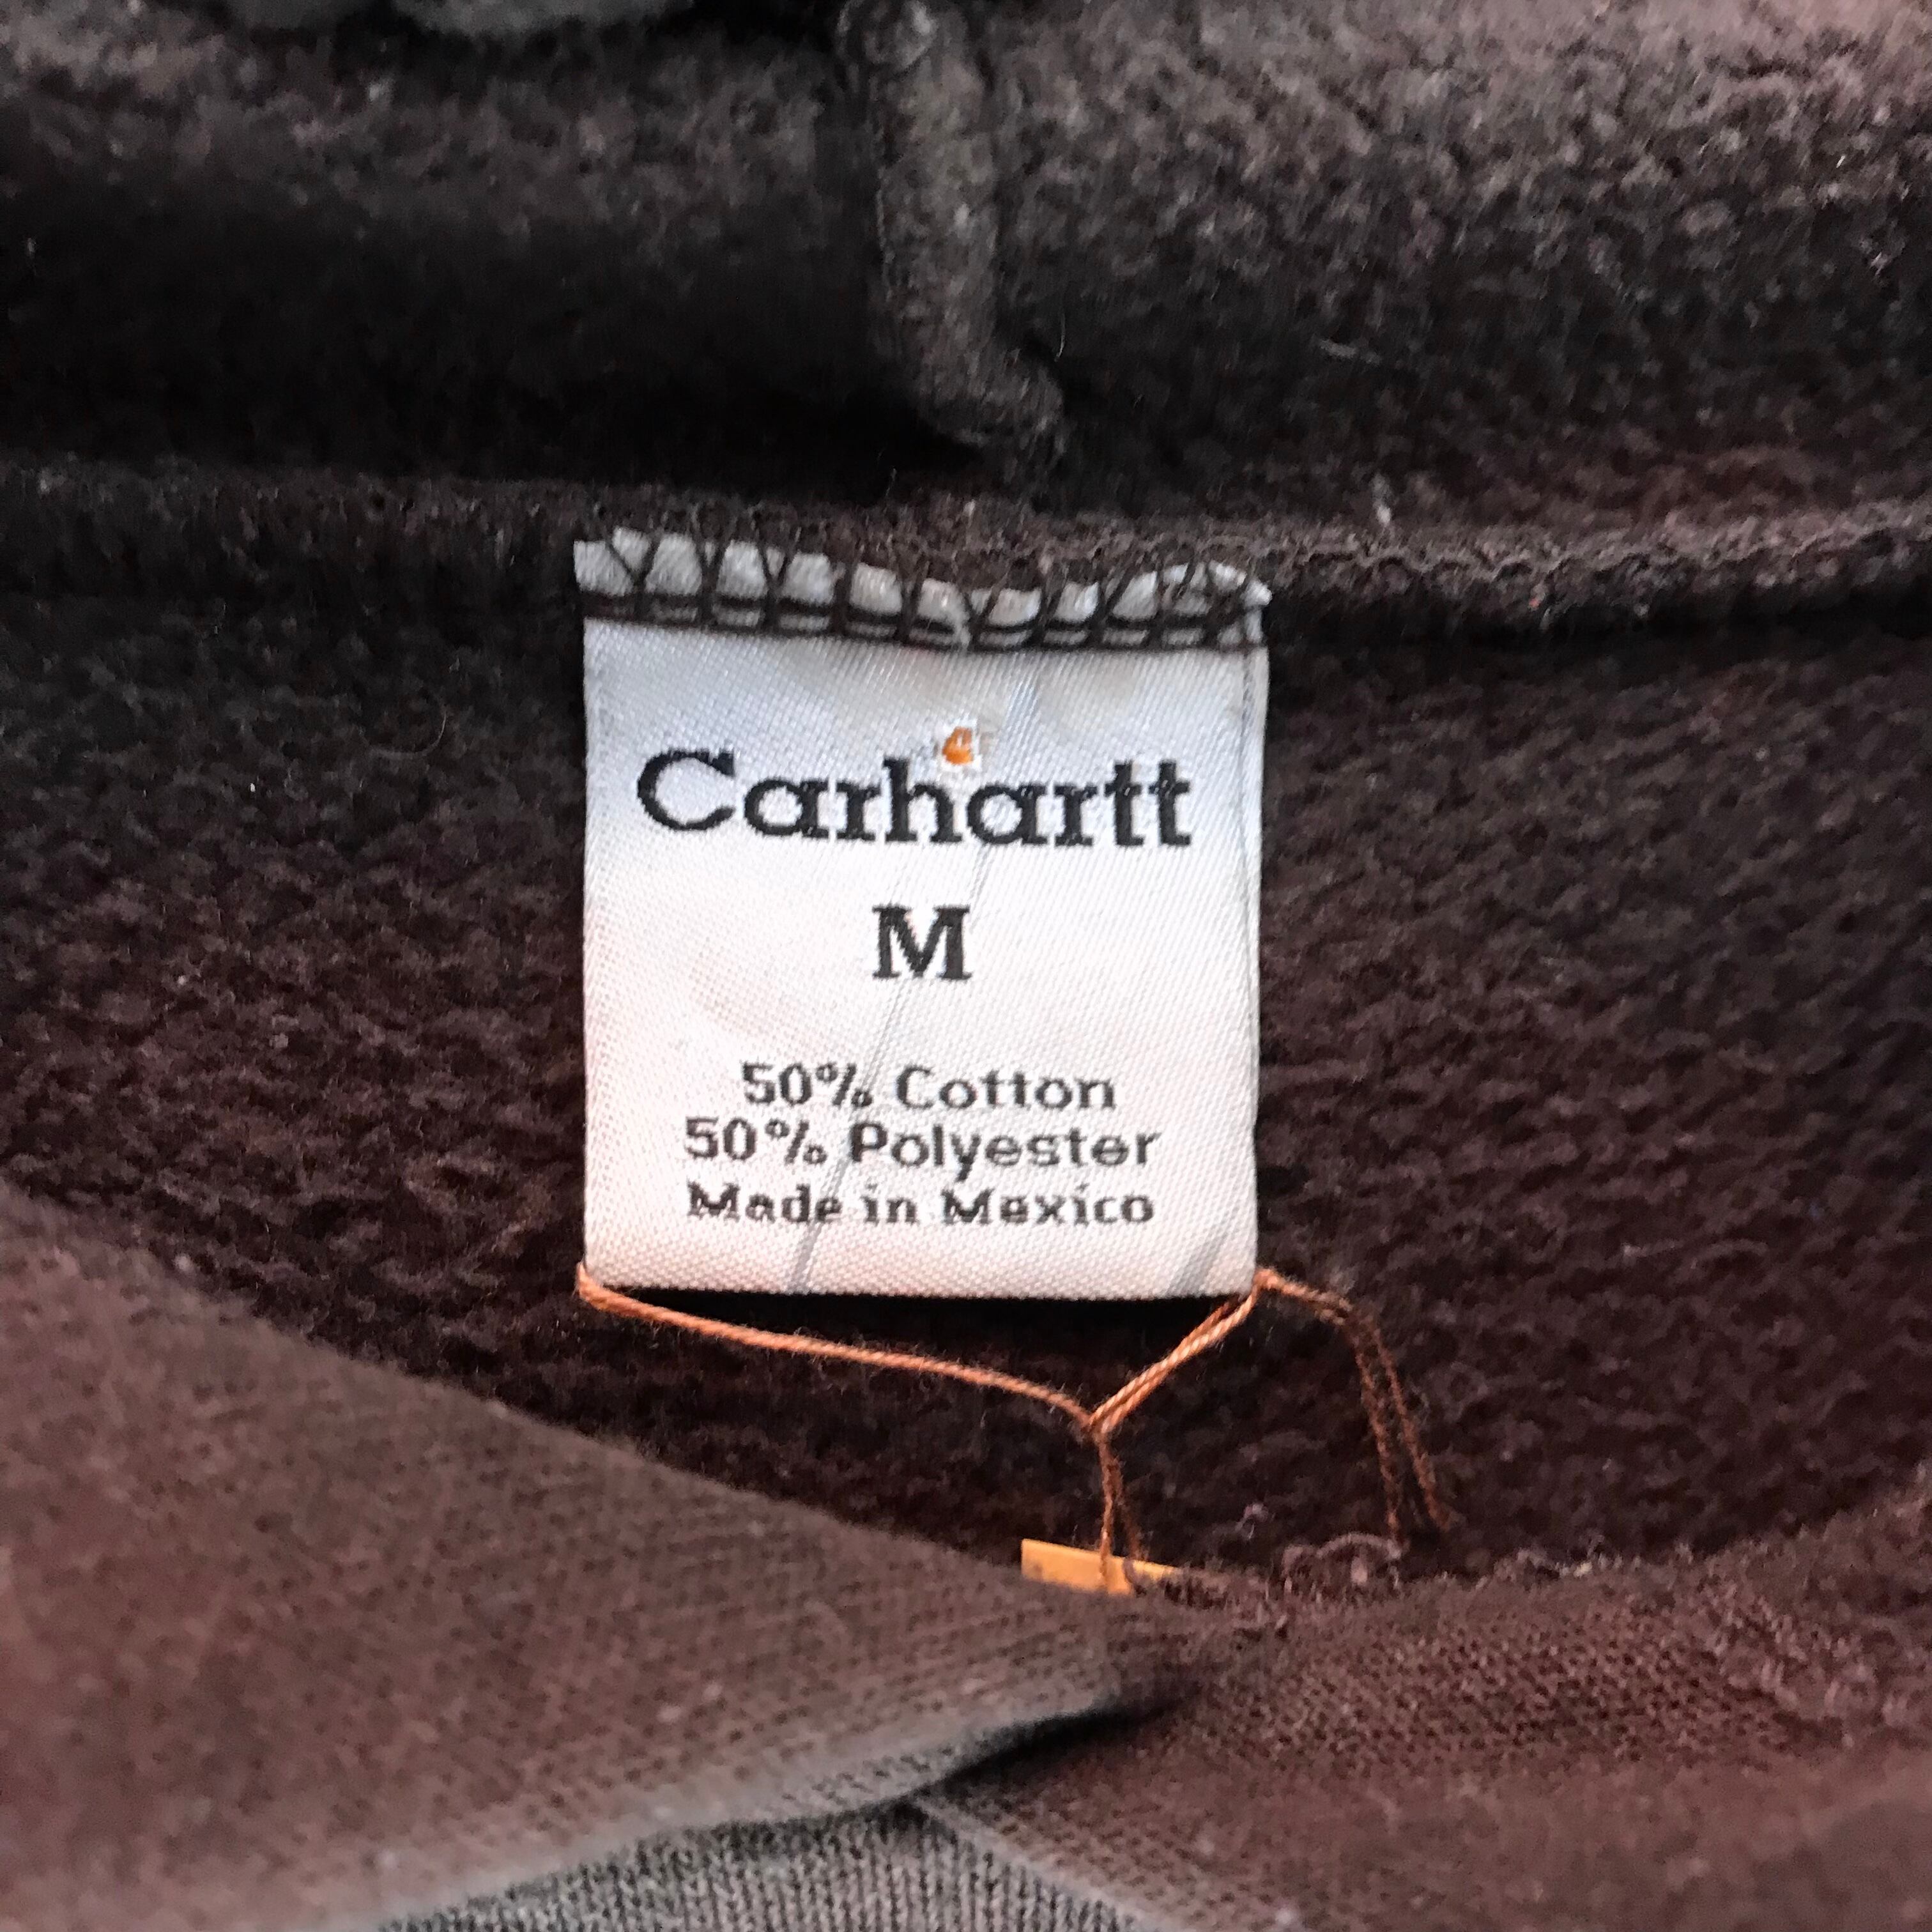 Carhartt
M
50% Cotton
50% Polyester
Made in Mexico